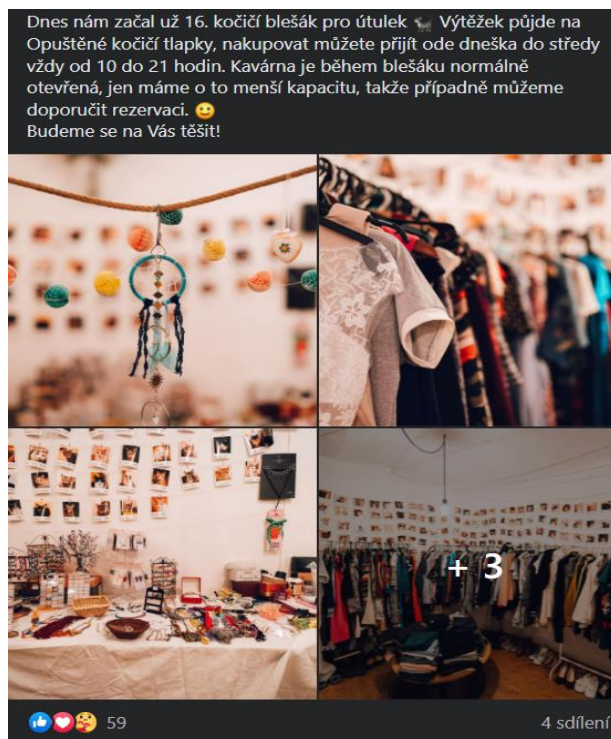 Dnes nám začal už 16. kočičí blešák pro útulek 🐈‍⬛ Výtěžek půjde na
Opuštěné kočičí tlapky, nakupovat můžete přijít ode dneška do středy
vždy od 10 do 21 hodin. Kavárna je během blešáku normálně
otevřená, jen máme o to menší kapacitu, takže případně můžeme
doporučit rezervaci. 🙂
Budeme se na Vás těšit!
+ 3
59
4 sdílení